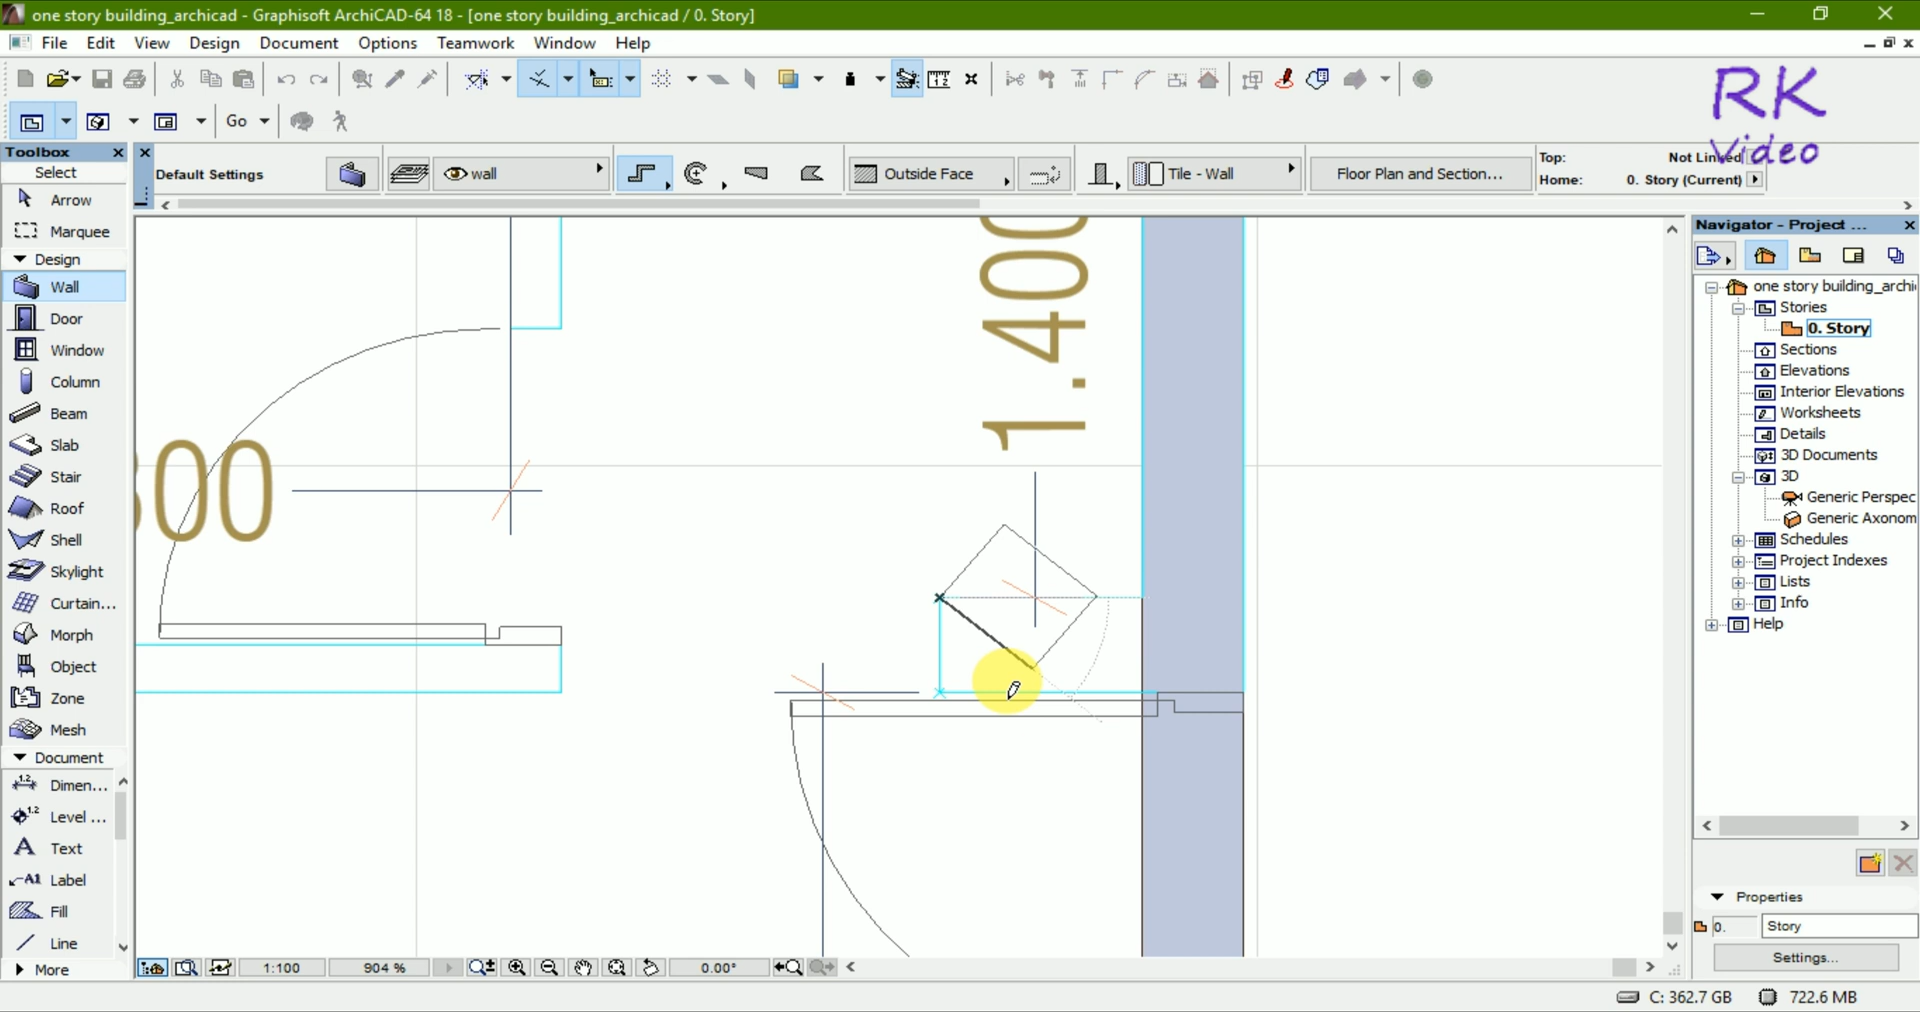 one story building_archicad - Graphisoft ArchiCAD-64 18 - [one story building_archicad / 0. Story]
File Edit View Design Document Options Teamwork Window Help
RK
Video
Go
Toolbox
Select
Arrow
Marquee
Design
Wall
Door
Window
Column
Beam
Slab
Stair
Roof
Shell
Skylight
Curtain...
Morph
Object
Zone
Mesh
Document
Dimen...
Level ...
Text
Label
Fill
Line
More
Default Settings
wall
Outside Face
Tile - Wall
Floor Plan and Section...
Top:
Home: 0. Story (Current)
1.400
00
Navigator - Project ...
one story building_archi
Stories
0. Story
Sections
Elevations
Interior Elevations
Worksheets
Details
3D Documents
3D
Generic Perspec
Generic Axonom
Schedules
Project Indexes
Lists
Info
Help
Properties
0. Story
Settings...
1:100 904 % 0.00°
C: 362.7 GB 722.6 MB